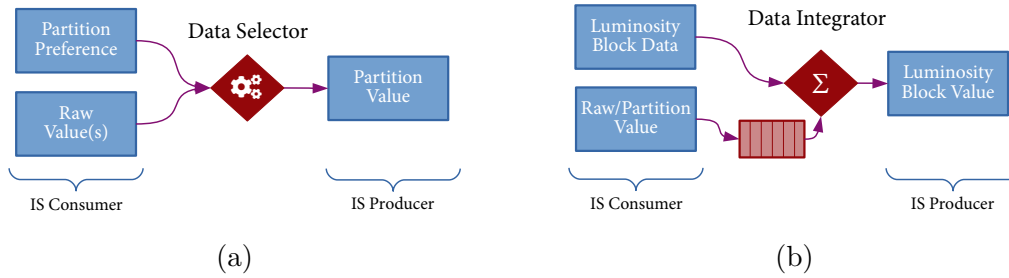 Partition
Preference
Data Selector
Raw
Value(s)
Partition
Value
IS Consumer
IS Producer
(a)
Luminosity
Block Data
Data Integrator
Raw/Partition
Value
Σ
Luminosity
Block Value
IS Consumer
IS Producer
(b)